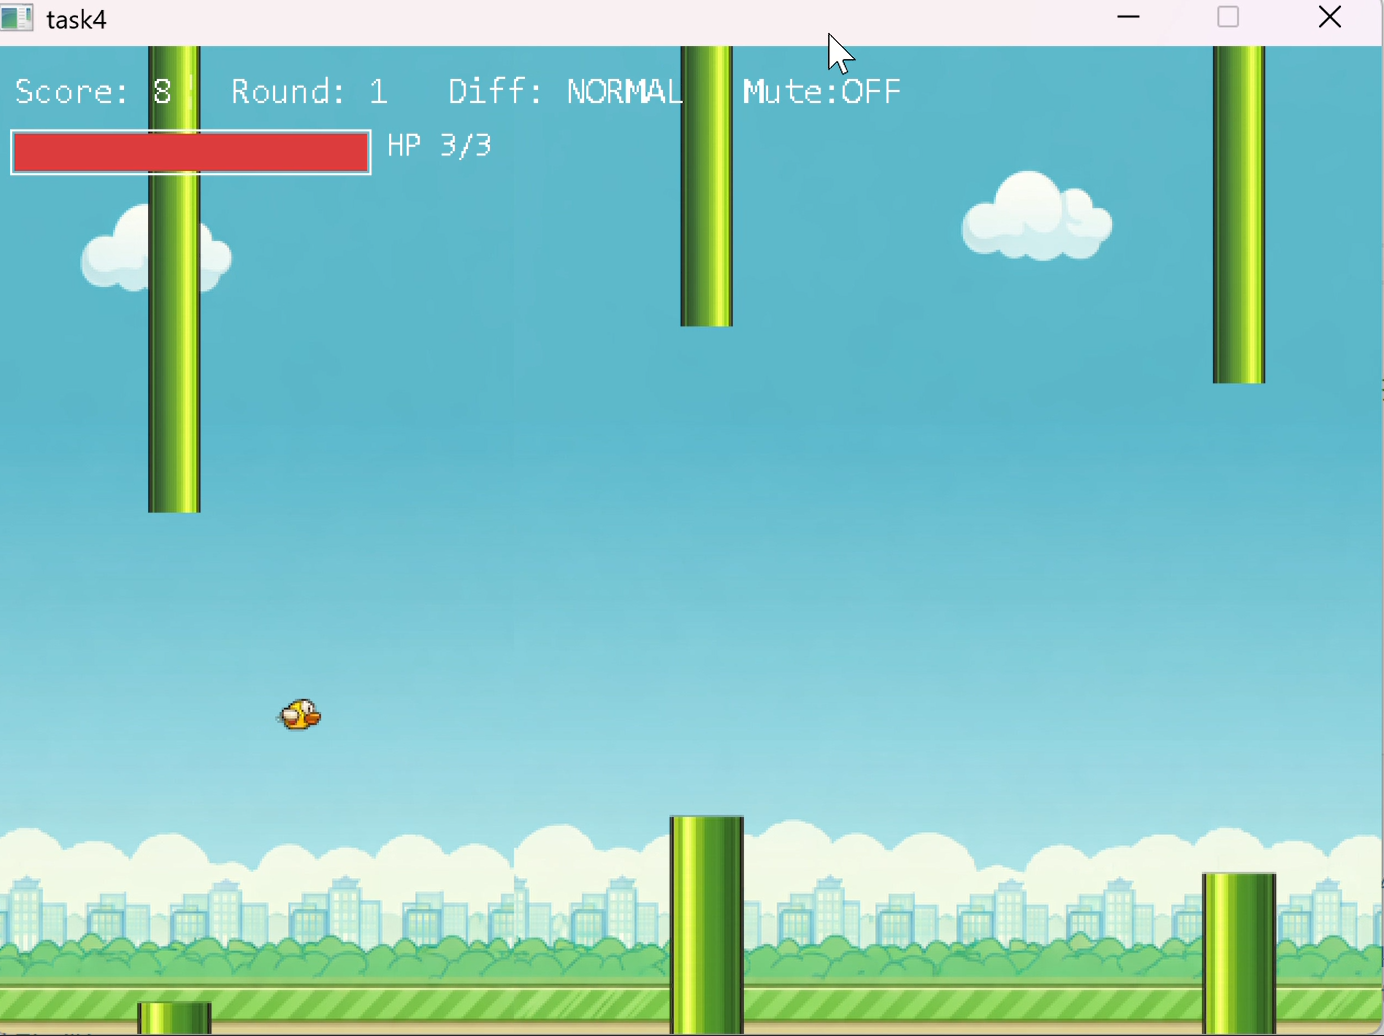 task4
Score: 8 Round: 1 Diff: NORMAL Mute:OFF
HP 3/3